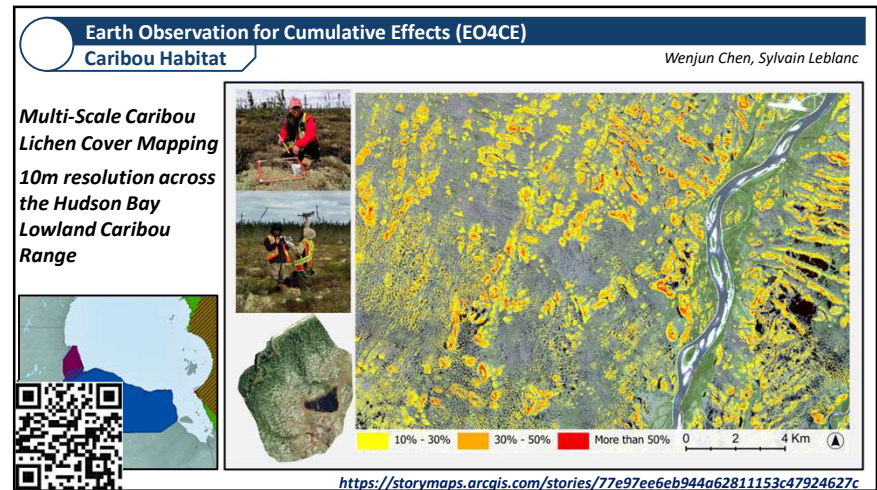 Earth Observation for Cumulative Effects (EO4CE)
Caribou Habitat
Wenjun Chen, Sylvain Leblanc
Multi-Scale Caribou
Lichen Cover Mapping
10m resolution across
the Hudson Bay
Lowland Caribou
Range
10% - 30%
30% - 50%
More than 50%
0 2 4 Km
https://storymaps.arcgis.com/stories/77e97ee6eb944a62811153c47924627c